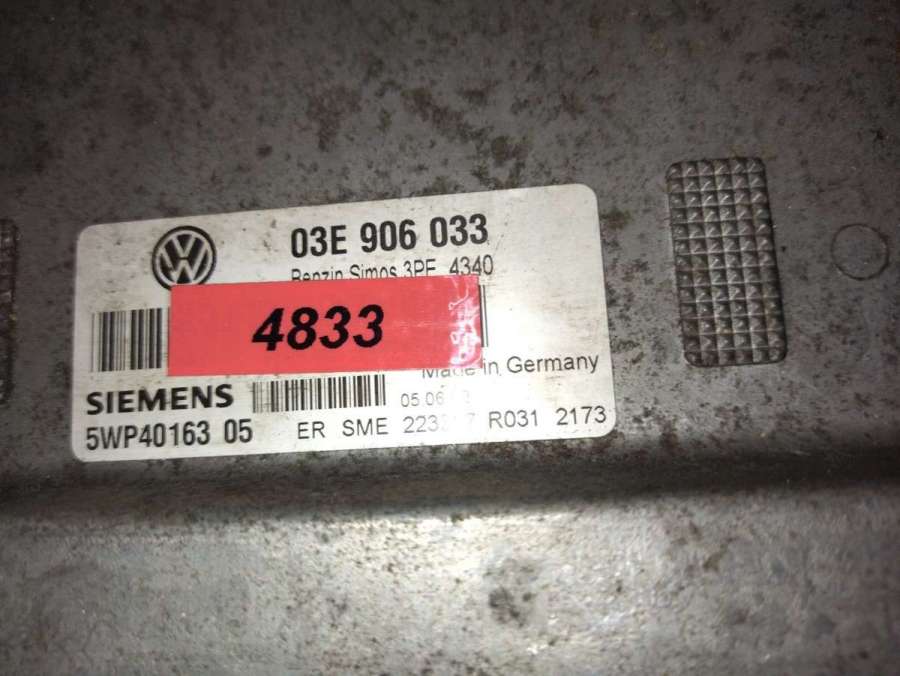 03E 906 033
Benzin Simos 3PE 4340
4833
Made in Germany
SIEMENS
5WP40163 05
ER SME R031 2173